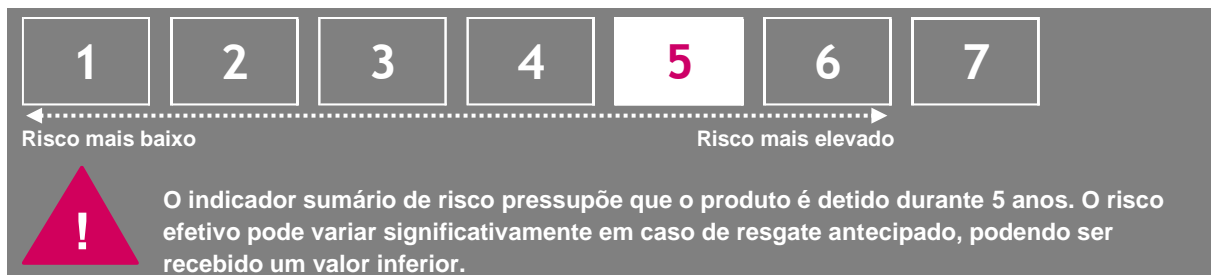 1 2 3 4 5 6 7
Risco mais baixo Risco mais elevado
! O indicador sumário de risco pressupõe que o produto é detido durante 5 anos. O risco
efetivo pode variar significativamente em caso de resgate antecipado, podendo ser
recebido um valor inferior.